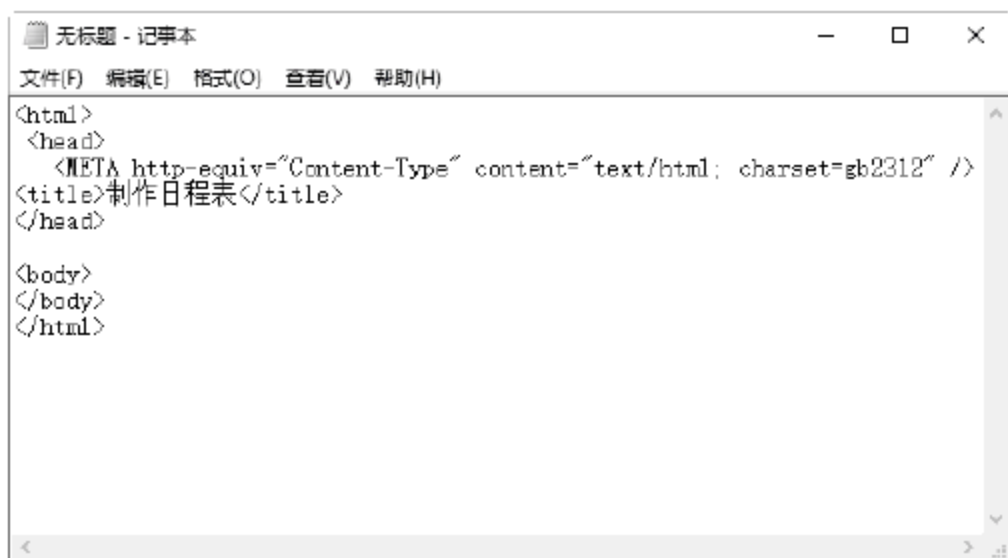 无标题 - 记事本
文件(F) 编辑(E) 格式(O) 查看(V) 帮助(H)
<html>
<head>
<META http-equiv="Content-Type" content="text/html; charset=gb2312" />
<title>制作日程表</title>
</head>
<body>
</body>
</html>